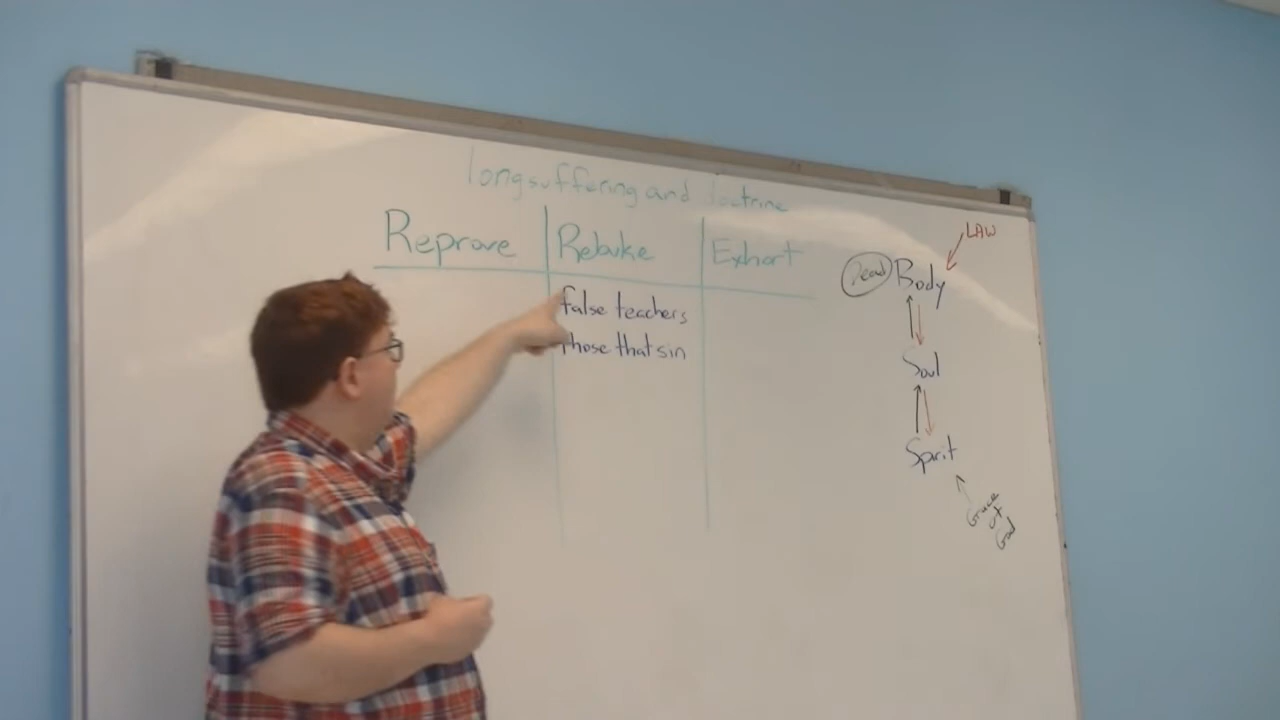 longsuffering and doctrine
Reprove Rebuke Exhort
false teachers
those that sin
LAW
Dead Body
Soul
Spirit
Grace
of
God